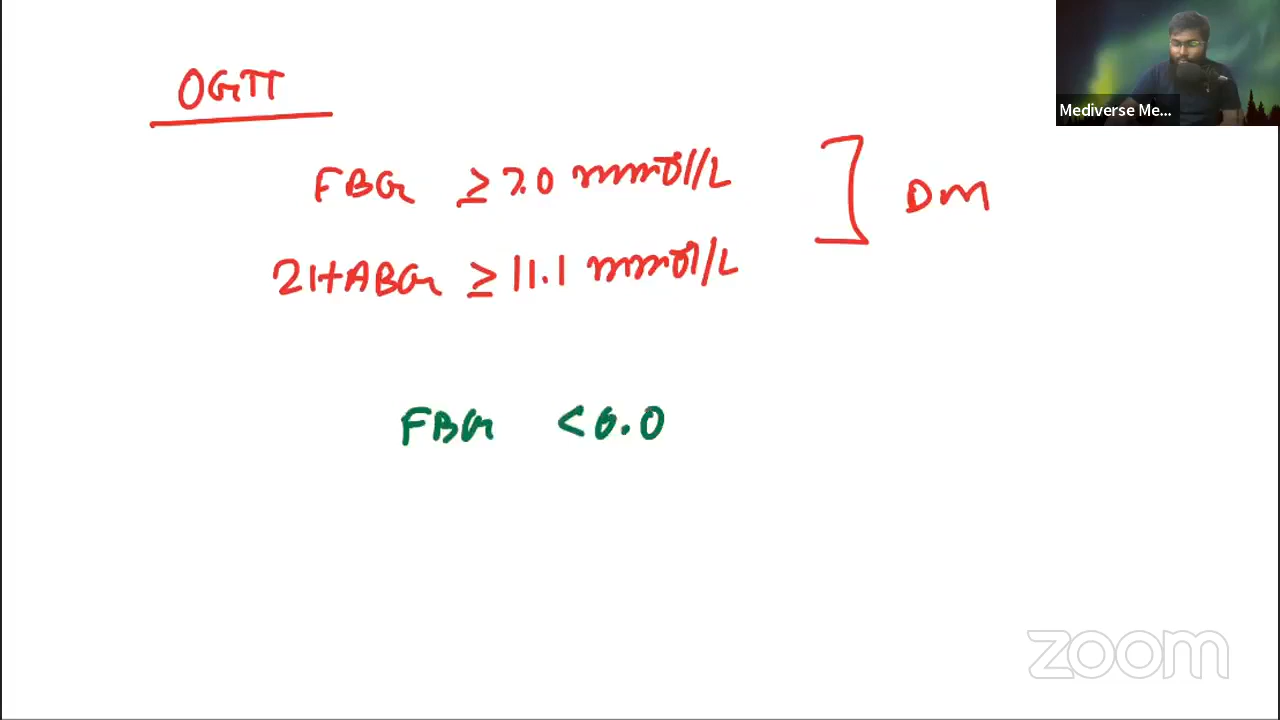 OGTT
FBG ≥ 7.0 mmol/L
2HABG ≥ 11.1 mmol/L
DM
FBG < 6.0
Mediverse Me...
zoom